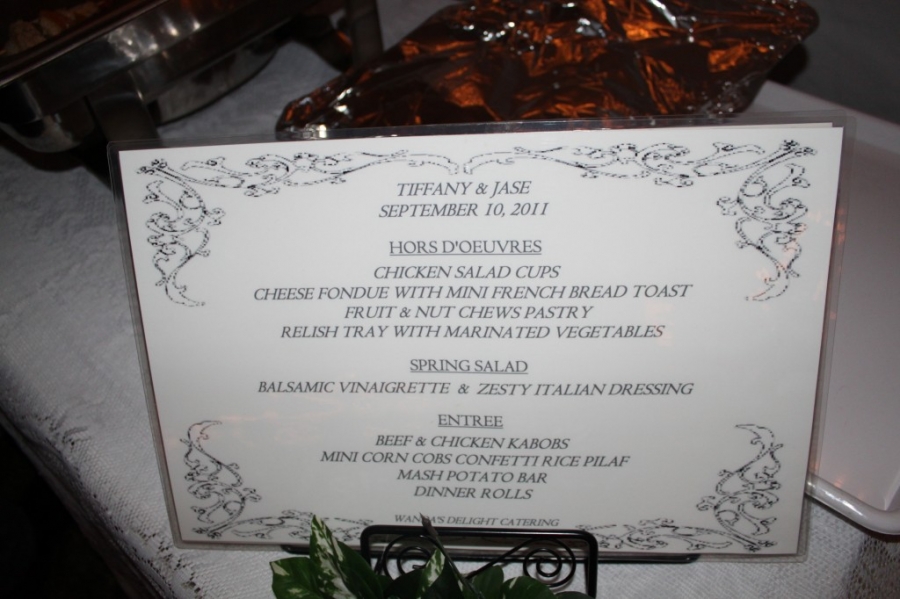 TIFFANY & JASE
SEPTEMBER 10, 2011
HORS D'OEUVRES
CHICKEN SALAD CUPS
CHEESE FONDUE WITH MINI FRENCH BREAD TOAST
FRUIT & NUT CHEWS PASTRY
RELISH TRAY WITH MARINATED VEGETABLES
SPRING SALAD
BALSAMIC VINAIGRETTE & ZESTY ITALIAN DRESSING
ENTREE
BEEF & CHICKEN KABOBS
MINI CORN COBS CONFETTI RICE PILAF
MASH POTATO BAR
DINNER ROLLS
WANDA'S DELIGHT CATERING